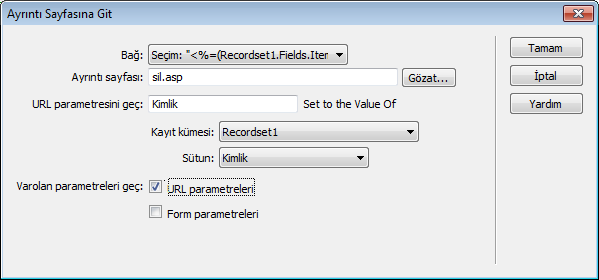 Ayrıntı Sayfasına Git
Bağ: Seçim: "<%=(Recordset1.Fields.Iter
Ayrıntı sayfası: sil.asp Gözat...
URL parametresini geç: Kimlik Set to the Value Of
Kayıt kümesi: Recordset1
Sütun: Kimlik
Varolan parametreleri geç: URL parametreleri
Form parametreleri
Tamam
İptal
Yardım